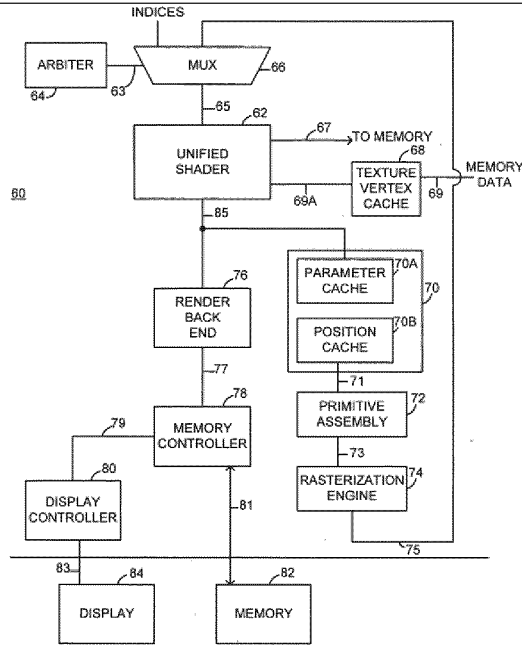 INDICES
ARBITER
64
63
MUX
66
65
62
67
TO MEMORY
68
UNIFIED
SHADER
TEXTURE
VERTEX
CACHE
MEMORY
DATA
69
69A
60
85
76
RENDER
BACK
END
PARAMETER
CACHE
70A
70
POSITION
CACHE
70B
77
71
78
MEMORY
CONTROLLER
PRIMITIVE
ASSEMBLY
72
79
73
80
DISPLAY
CONTROLLER
81
RASTERIZATION
ENGINE
74
75
83
84
DISPLAY
82
MEMORY